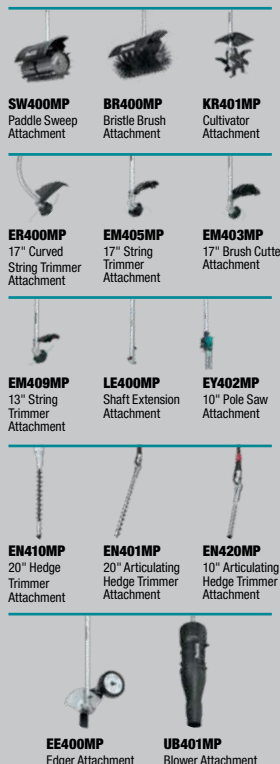 SW400MP
Paddle Sweep
Attachment
BR400MP
Bristle Brush
Attachment
KR401MP
Cultivator
Attachment
ER400MP
17" Curved
String Trimmer
Attachment
EM405MP
17" String
Trimmer
Attachment
EM403MP
17" Brush Cutte
Attachment
EM409MP
13" String
Trimmer
Attachment
LE400MP
Shaft Extension
Attachment
EY402MP
10" Pole Saw
Attachment
EN410MP
20" Hedge
Trimmer
Attachment
EN401MP
20" Articulating
Hedge Trimmer
Attachment
EN420MP
10" Articulating
Hedge Trimmer
Attachment
EE400MP
Edger Attachment
UB401MP
Blower Attachment